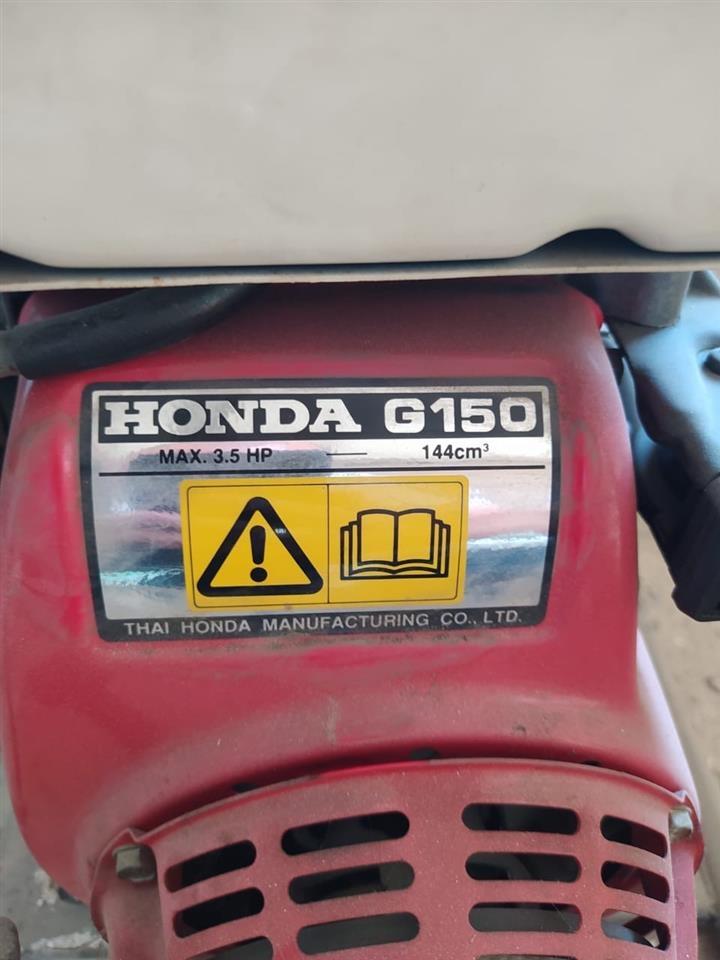 HONDA G150
MAX. 3.5 HP — 144cm³
THAI HONDA MANUFACTURING CO., LTD.